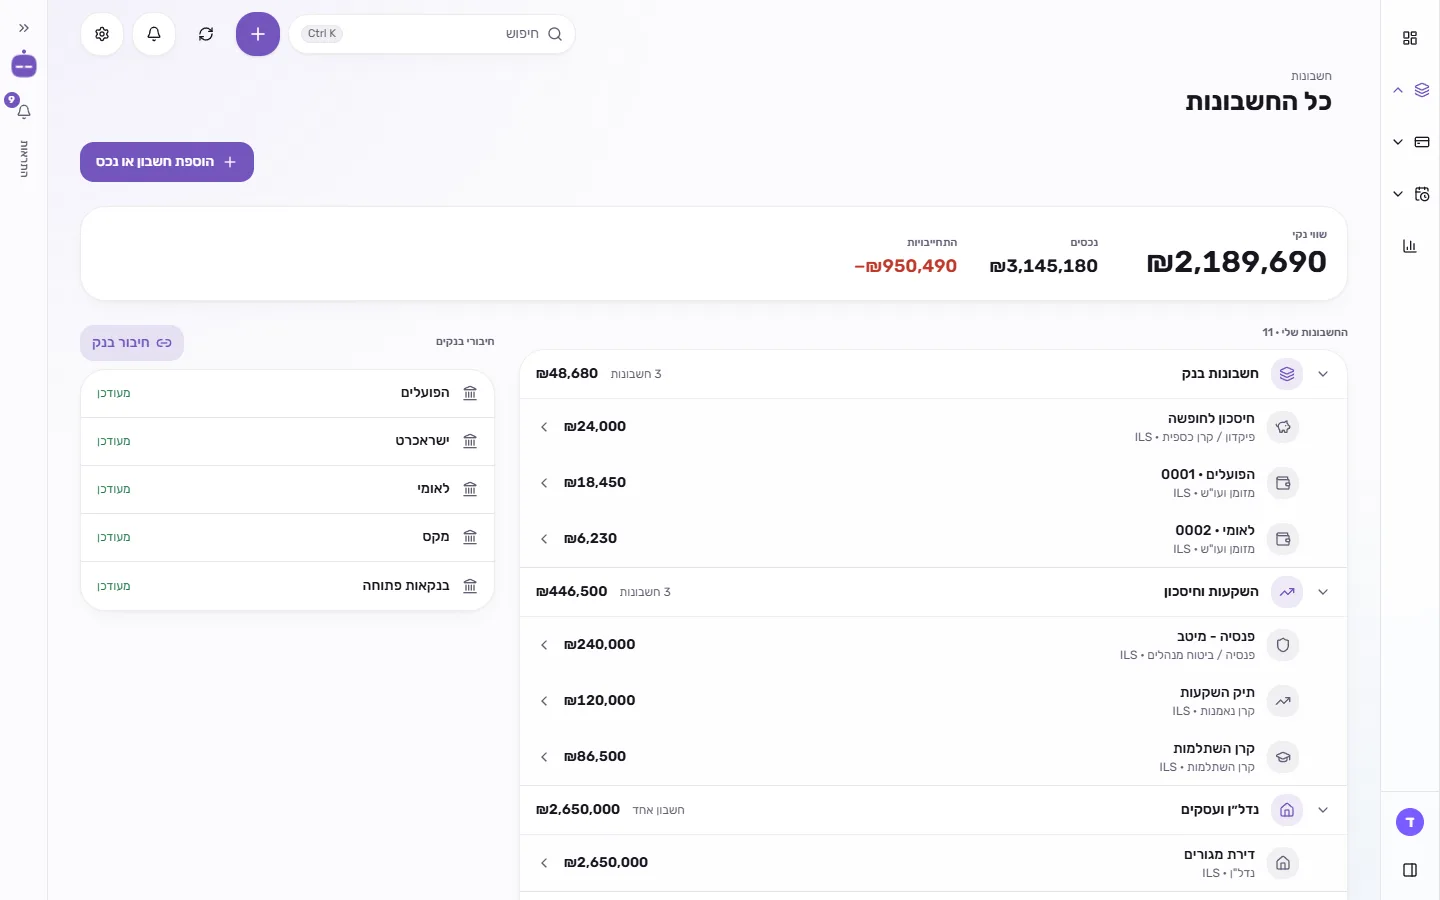 חיפוש
Ctrl K
9
התראות
חשבונות
כל החשבונות
הוספת חשבון או נכס
שווי נקי
₪2,189,690
נכסים
₪3,145,180
התחייבויות
−₪950,490
החשבונות שלי • 11
חשבונות בנק
3 חשבונות
₪48,680
חיסכון לחופשה
פיקדון / קרן כספית • ILS
₪24,000
הפועלים • 0001
מזומן ועו"ש • ILS
₪18,450
לאומי • 0002
מזומן ועו"ש • ILS
₪6,230
השקעות וחיסכון
3 חשבונות
₪446,500
פנסיה - מיטב
פנסיה / ביטוח מנהלים • ILS
₪240,000
תיק השקעות
קרן נאמנות • ILS
₪120,000
קרן השתלמות
קרן השתלמות • ILS
₪86,500
נדל״ן ועסקים
חשבון אחד
₪2,650,000
דירת מגורים
נדל"ן • ILS
₪2,650,000
חיבורי בנקים
חיבור בנק
הפועלים
מעודכן
ישראכרט
מעודכן
לאומי
מעודכן
מקס
מעודכן
בנקאות פתוחה
מעודכן
ד